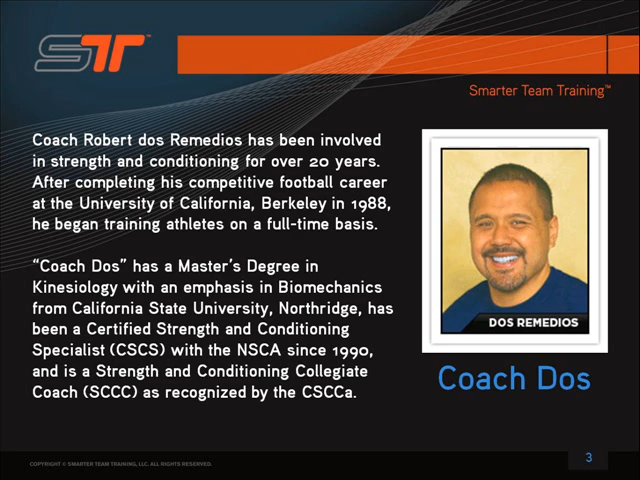 STT™
Smarter Team Training™
Coach Robert dos Remedios has been involved
in strength and conditioning for over 20 years.
After completing his competitive football career
at the University of California, Berkeley in 1988,
he began training athletes on a full-time basis.
“Coach Dos” has a Master’s Degree in
Kinesiology with an emphasis in Biomechanics
from California State University, Northridge, has
been a Certified Strength and Conditioning
Specialist (CSCS) with the NSCA since 1990,
and is a Strength and Conditioning Collegiate
Coach (SCCC) as recognized by the CSCCa.
DOS REMEDIOS
Coach Dos
COPYRIGHT © SMARTER TEAM TRAINING, LLC. ALL RIGHTS RESERVED.
3